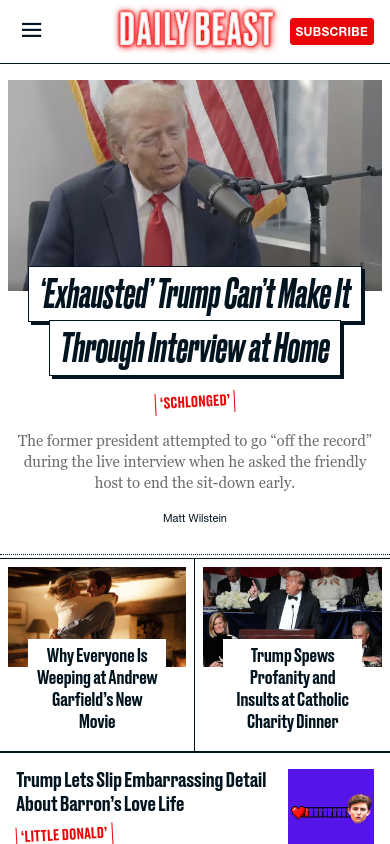 DAILY BEAST
SUBSCRIBE
‘Exhausted’ Trump Can’t Make It
Through Interview at Home
‘SCHLONGED’
The former president attempted to go “off the record”
during the live interview when he asked the friendly
host to end the sit-down early.
Matt Wilstein
Why Everyone Is
Weeping at Andrew
Garfield’s New
Movie
Trump Spews
Profanity and
Insults at Catholic
Charity Dinner
Trump Lets Slip Embarrassing Detail
About Barron’s Love Life
‘LITTLE DONALD’